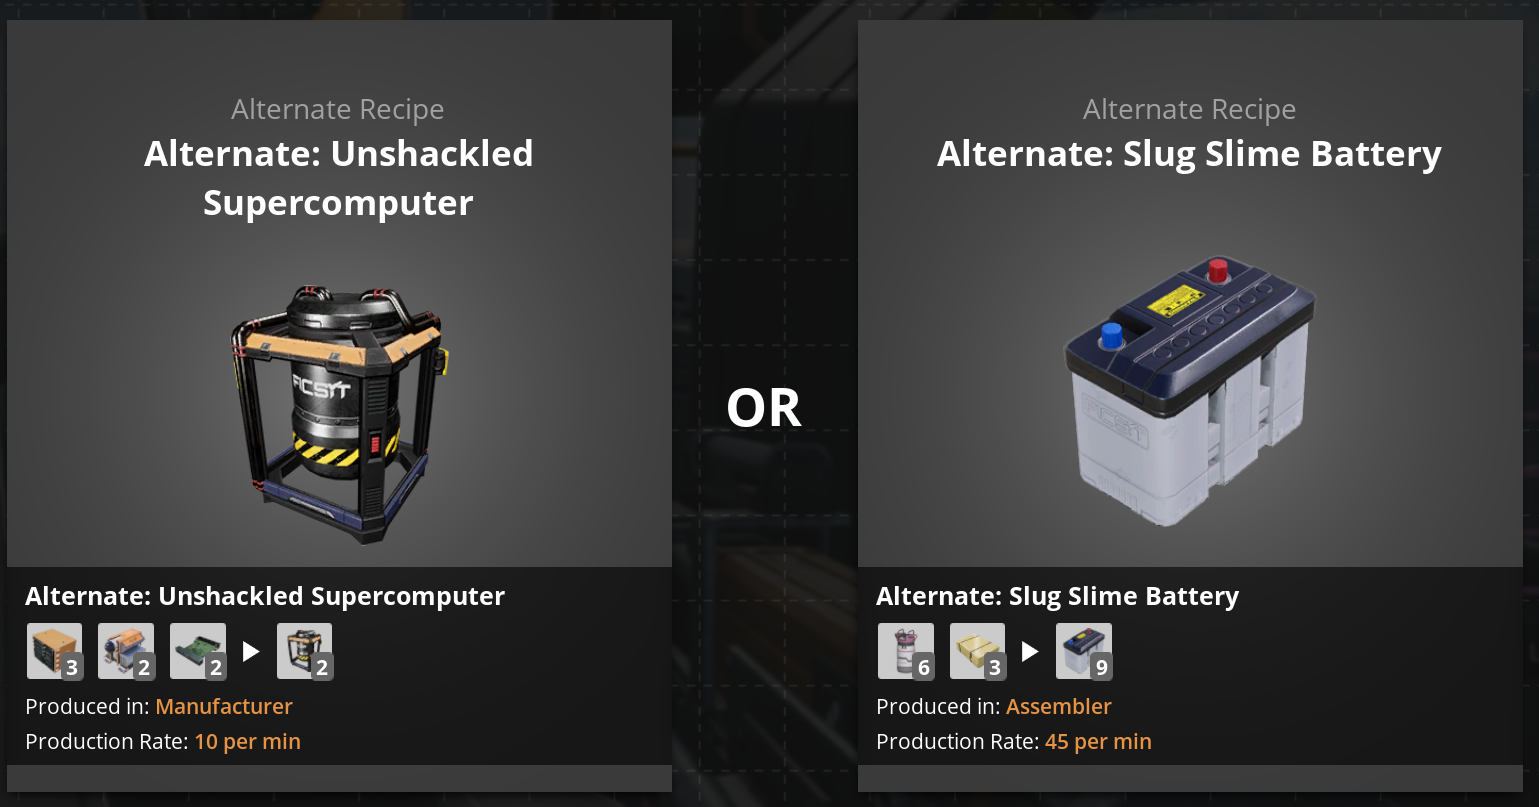 Alternate Recipe
Alternate: Unshackled
Supercomputer
FICSIT
OR
Alternate Recipe
Alternate: Slug Slime Battery
FICSIT
Alternate: Unshackled Supercomputer
3 2 2 2
Produced in: Manufacturer
Production Rate: 10 per min
Alternate: Slug Slime Battery
6 3 9
Produced in: Assembler
Production Rate: 45 per min